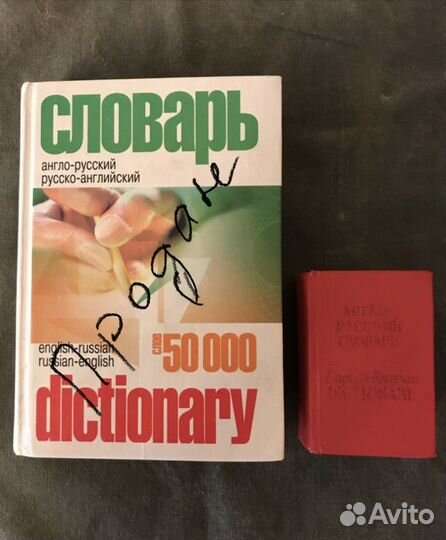 словарь
англо-русский
русско-английский
продан
english-russian
russian-english
слов 50 000
dictionary
АНГЛО-
РУССКИЙ
СЛОВАРЬ
English-Russian
DICTIONARY
Avito